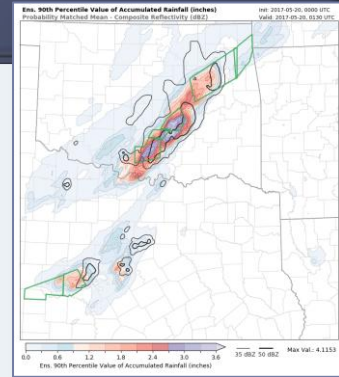 Ens. 90th Percentile Value of Accumulated Rainfall (inches)
Probability Matched Mean - Composite Reflectivity (dBZ)
Init: 2017-05-20, 0000 UTC
Valid: 2017-05-20, 0130 UTC
0.0 0.6 1.2 1.8 2.4 3.0 3.6
35 dBZ 50 dBZ
Max Val.: 4.1153
Ens. 90th Percentile Value of Accumulated Rainfall (inches)